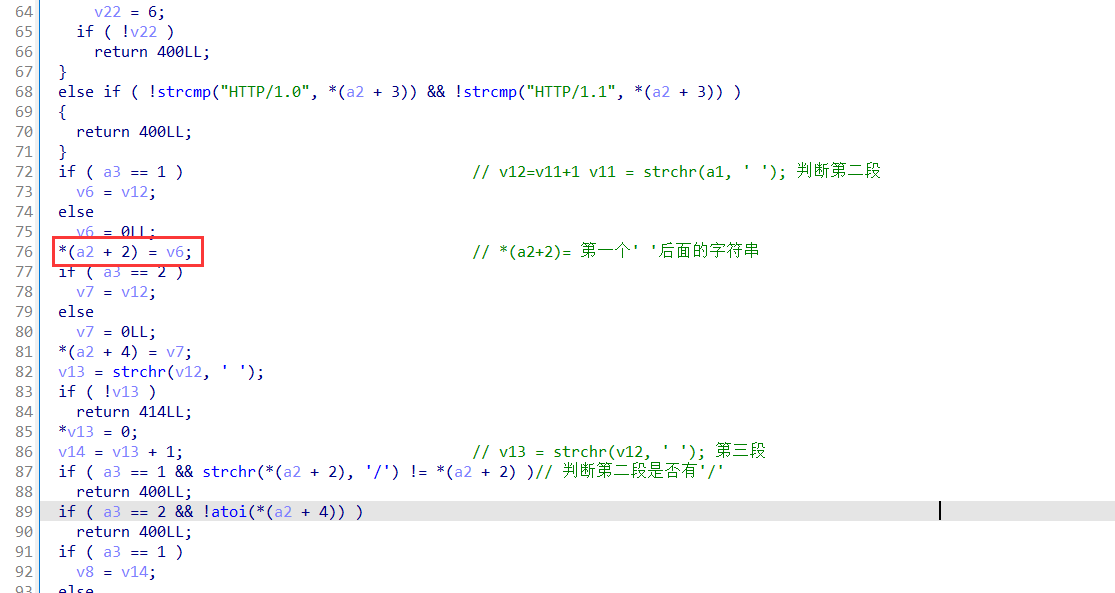 64 v22 = 6;
65 if ( !v22 )
66 return 400LL;
67 }
68 else if ( !strcmp("HTTP/1.0", *(a2 + 3)) && !strcmp("HTTP/1.1", *(a2 + 3)) )
69 {
70 return 400LL;
71 }
72 if ( a3 == 1 ) // v12=v11+1 v11 = strchr(a1, ' '); 判断第二段
73 v6 = v12;
74 else
75 v6 = 0LL;
76 *(a2 + 2) = v6; // *(a2+2)= 第一个' '后面的字符串
77 if ( a3 == 2 )
78 v7 = v12;
79 else
80 v7 = 0LL;
81 *(a2 + 4) = v7;
82 v13 = strchr(v12, ' ');
83 if ( !v13 )
84 return 414LL;
85 *v13 = 0;
86 v14 = v13 + 1; // v13 = strchr(v12, ' '); 第三段
87 if ( a3 == 1 && strchr(*(a2 + 2), '/') != *(a2 + 2) )// 判断第二段是否有'/'
88 return 400LL;
89 if ( a3 == 2 && !atoi(*(a2 + 4)) )
90 return 400LL;
91 if ( a3 == 1 )
92 v8 = v14;
93 else